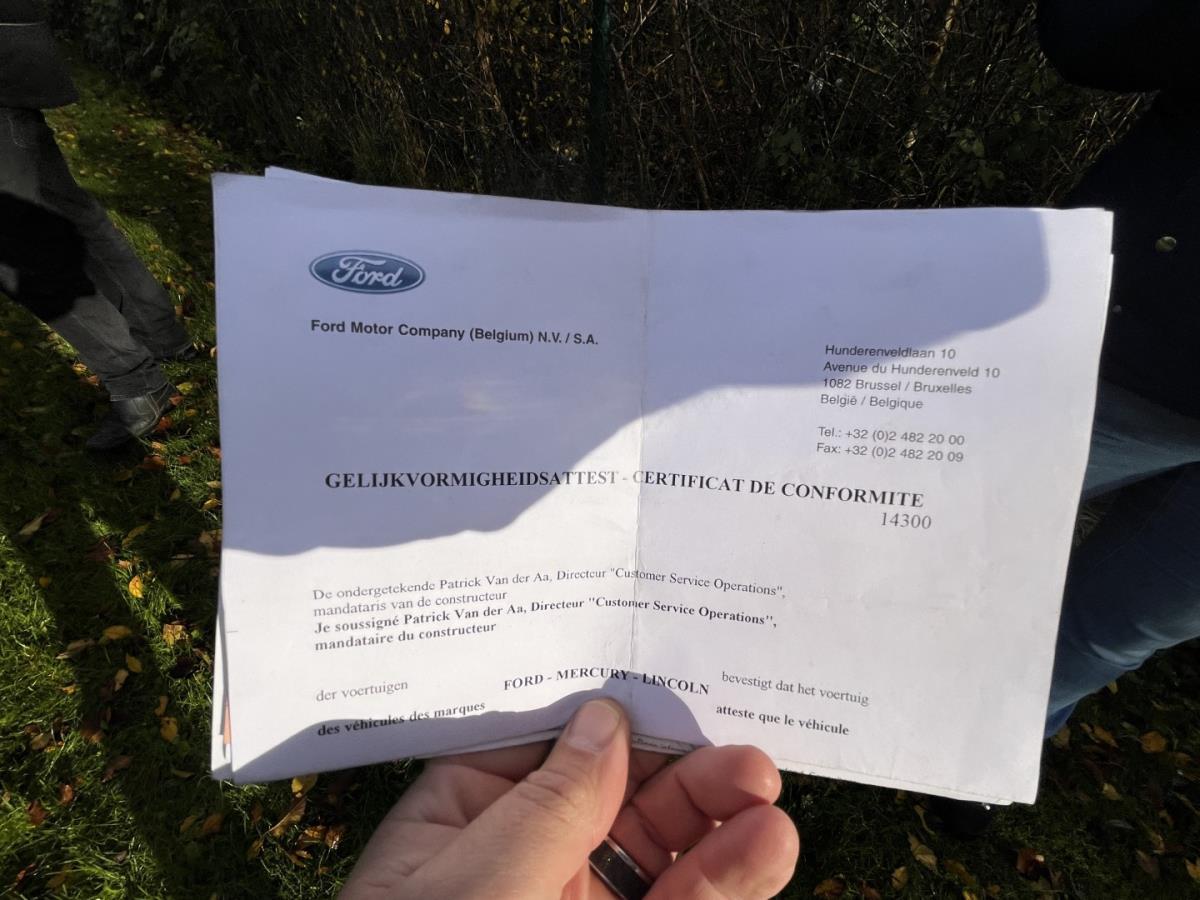 Ford
Ford Motor Company (Belgium) N.V. / S.A.
Hunderenveldlaan 10
Avenue du Hunderenveld 10
1082 Brussel / Bruxelles
België / Belgique
Tel.: +32 (0)2 482 20 00
Fax: +32 (0)2 482 20 09
GELIJKVORMIGHEIDSATTEST - CERTIFICAT DE CONFORMITE
14300
De ondergetekende Patrick Van der Aa, Directeur "Customer Service Operations",
mandataris van de constructeur
Je soussigné Patrick Van der Aa, Directeur "Customer Service Operations",
mandataire du constructeur
der voertuigen
FORD - MERCURY - LINCOLN
bevestigt dat het voertuig
des véhicules des marques
atteste que le véhicule